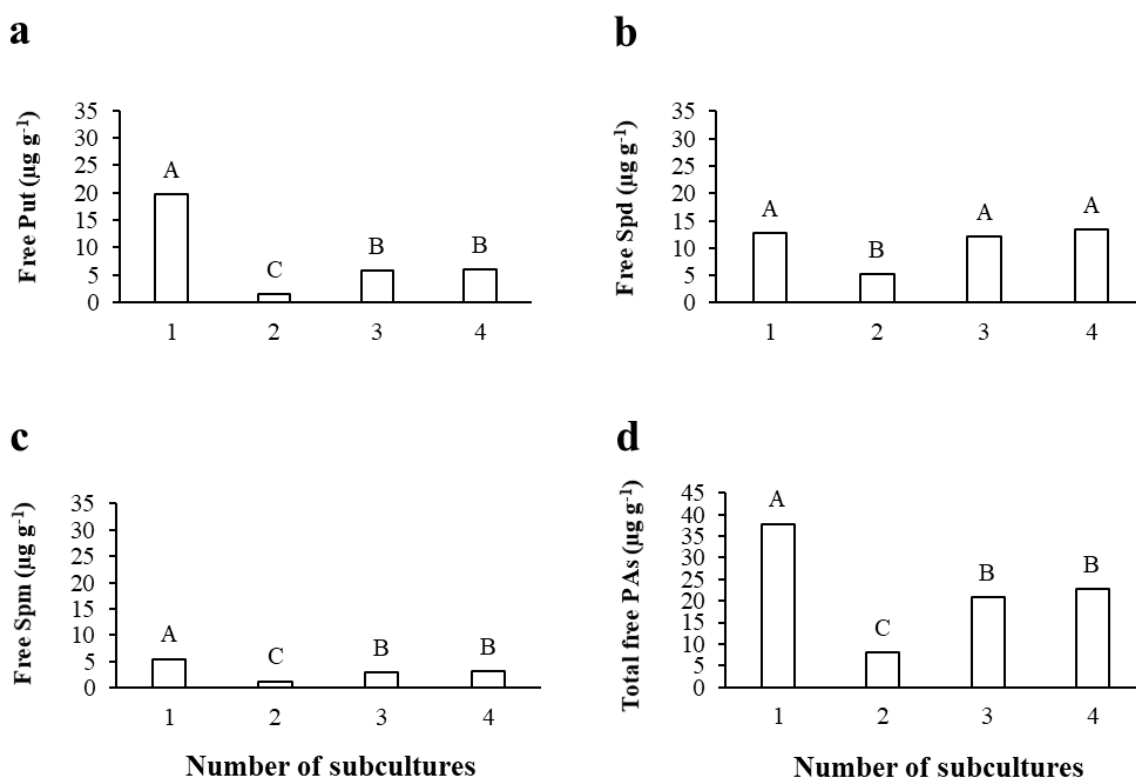 a
Free Put (µg g⁻¹)
35
30
25
20
15
10
5
0
A
C
B
B
1 2 3 4
b
Free Spd (µg g⁻¹)
35
30
25
20
15
10
5
0
A
B
A
A
1 2 3 4
c
Free Spm (µg g⁻¹)
35
30
25
20
15
10
5
0
A
C
B
B
1 2 3 4
Number of subcultures
d
Total free PAs (µg g⁻¹)
45
40
35
30
25
20
15
10
5
0
A
C
B
B
1 2 3 4
Number of subcultures